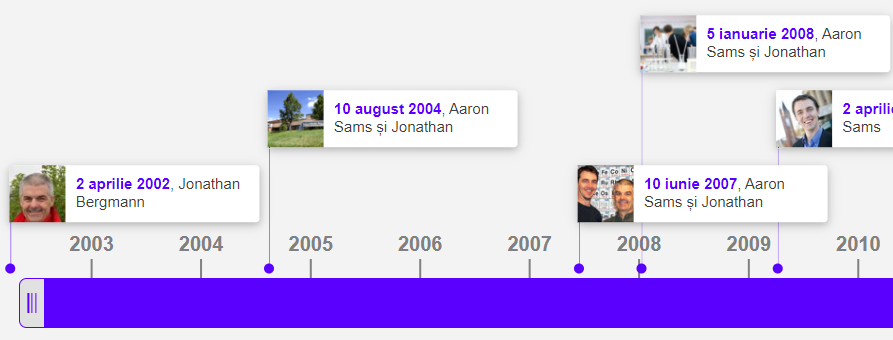 5 ianuarie 2008, Aaron
Sams și Jonathan
10 august 2004, Aaron
Sams și Jonathan
2 aprilie
Sams
2 aprilie 2002, Jonathan
Bergmann
10 iunie 2007, Aaron
Sams și Jonathan
2003 2004 2005 2006 2007 2008 2009 2010